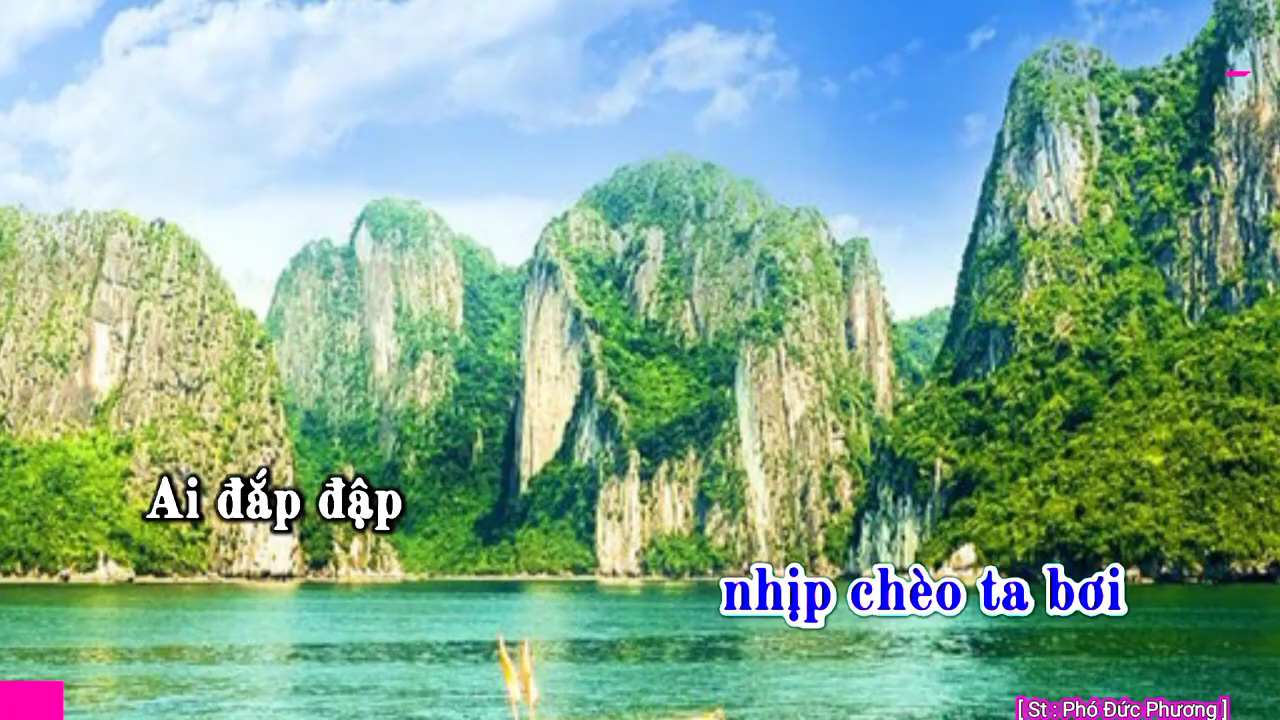 Ai đắp đập
nhịp chèo ta bơi
[ St : Phó Đức Phương ]